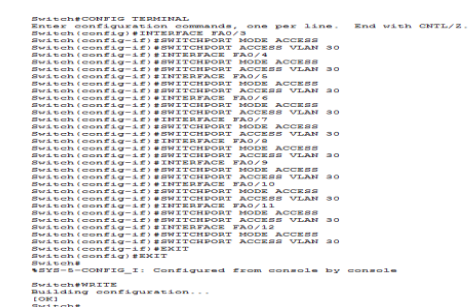 Switch#CONFIG TERMINAL
Enter configuration commands, one per line.  End with CNTL/Z.
Switch(config)#INTERFACE FA0/3
Switch(config-if)#SWITCHPORT MODE ACCESS
Switch(config-if)#SWITCHPORT ACCESS VLAN 30
Switch(config-if)#INTERFACE FA0/4
Switch(config-if)#SWITCHPORT MODE ACCESS
Switch(config-if)#SWITCHPORT ACCESS VLAN 30
Switch(config-if)#INTERFACE FA0/5
Switch(config-if)#SWITCHPORT MODE ACCESS
Switch(config-if)#SWITCHPORT ACCESS VLAN 30
Switch(config-if)#INTERFACE FA0/6
Switch(config-if)#SWITCHPORT MODE ACCESS
Switch(config-if)#SWITCHPORT ACCESS VLAN 30
Switch(config-if)#INTERFACE FA0/7
Switch(config-if)#SWITCHPORT MODE ACCESS
Switch(config-if)#SWITCHPORT ACCESS VLAN 30
Switch(config-if)#INTERFACE FA0/8
Switch(config-if)#SWITCHPORT MODE ACCESS
Switch(config-if)#SWITCHPORT ACCESS VLAN 30
Switch(config-if)#INTERFACE FA0/9
Switch(config-if)#SWITCHPORT MODE ACCESS
Switch(config-if)#SWITCHPORT ACCESS VLAN 30
Switch(config-if)#INTERFACE FA0/10
Switch(config-if)#SWITCHPORT MODE ACCESS
Switch(config-if)#SWITCHPORT ACCESS VLAN 30
Switch(config-if)#INTERFACE FA0/11
Switch(config-if)#SWITCHPORT MODE ACCESS
Switch(config-if)#SWITCHPORT ACCESS VLAN 30
Switch(config-if)#INTERFACE FA0/12
Switch(config-if)#SWITCHPORT MODE ACCESS
Switch(config-if)#SWITCHPORT ACCESS VLAN 30
Switch(config-if)#EXIT
Switch(config)#EXIT
Switch#
%SYS-5-CONFIG_I: Configured from console by console
Switch#WRITE
Building configuration...
[OK]
Switch#